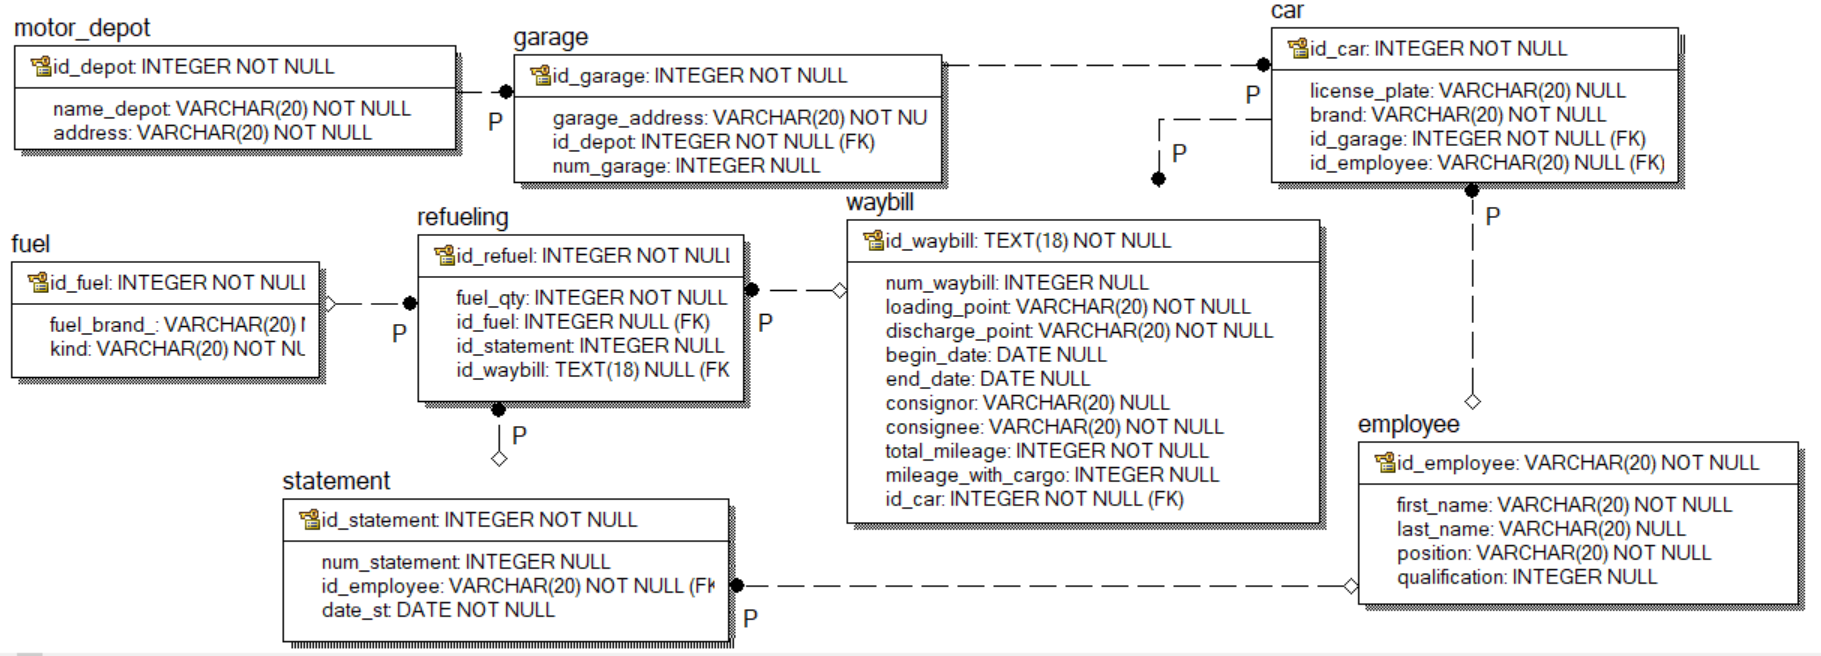 motor_depot
id_depot: INTEGER NOT NULL
name_depot: VARCHAR(20) NOT NULL
address: VARCHAR(20) NOT NULL
P
garage
id_garage: INTEGER NOT NULL
garage_address: VARCHAR(20) NOT NU
id_depot: INTEGER NOT NULL (FK)
num_garage: INTEGER NULL
P
car
id_car: INTEGER NOT NULL
license_plate: VARCHAR(20) NULL
brand: VARCHAR(20) NOT NULL
id_garage: INTEGER NOT NULL (FK)
id_employee: VARCHAR(20) NULL (FK)
P
P
fuel
id_fuel: INTEGER NOT NULL
fuel_brand_: VARCHAR(20) N
kind: VARCHAR(20) NOT NU
P
refueling
id_refuel: INTEGER NOT NULL
fuel_qty: INTEGER NOT NULL
id_fuel: INTEGER NULL (FK)
id_statement: INTEGER NULL
id_waybill: TEXT(18) NULL (FK
P
P
waybill
id_waybill: TEXT(18) NOT NULL
num_waybill: INTEGER NULL
loading_point: VARCHAR(20) NOT NULL
discharge_point: VARCHAR(20) NOT NULL
begin_date: DATE NULL
end_date: DATE NULL
consignor: VARCHAR(20) NULL
consignee: VARCHAR(20) NOT NULL
total_mileage: INTEGER NOT NULL
mileage_with_cargo: INTEGER NULL
id_car: INTEGER NOT NULL (FK)
employee
id_employee: VARCHAR(20) NOT NULL
first_name: VARCHAR(20) NOT NULL
last_name: VARCHAR(20) NULL
position: VARCHAR(20) NOT NULL
qualification: INTEGER NULL
statement
id_statement: INTEGER NOT NULL
num_statement: INTEGER NULL
id_employee: VARCHAR(20) NOT NULL (FK
date_st: DATE NOT NULL
P